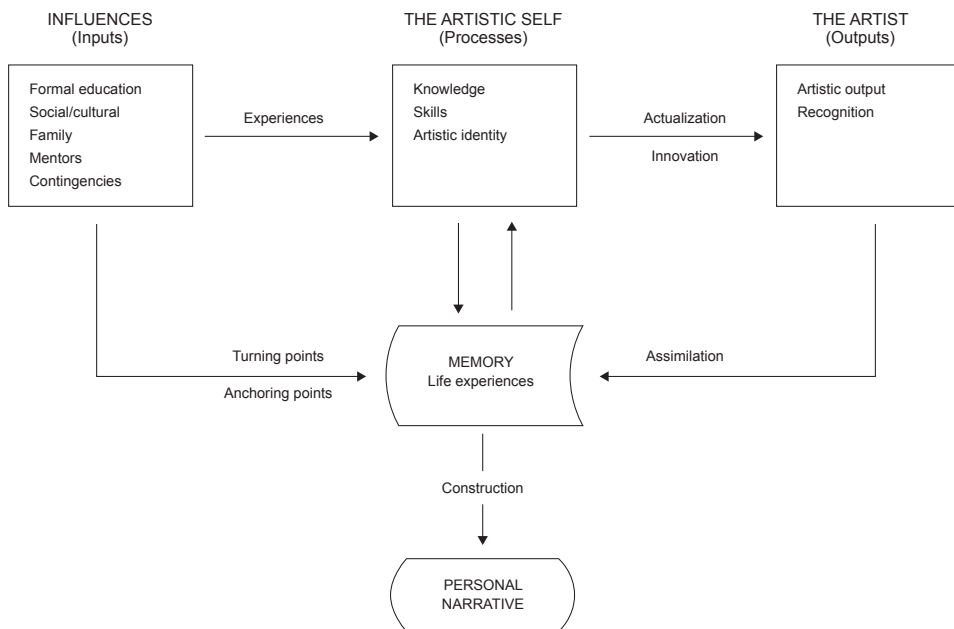 INFLUENCES
(Inputs)
THE ARTISTIC SELF
(Processes)
THE ARTIST
(Outputs)
Formal education
Social/cultural
Family
Mentors
Contingencies
Experiences
Knowledge
Skills
Artistic identity
Actualization
Innovation
Artistic output
Recognition
Turning points
Anchoring points
MEMORY
Life experiences
Assimilation
Construction
PERSONAL
NARRATIVE